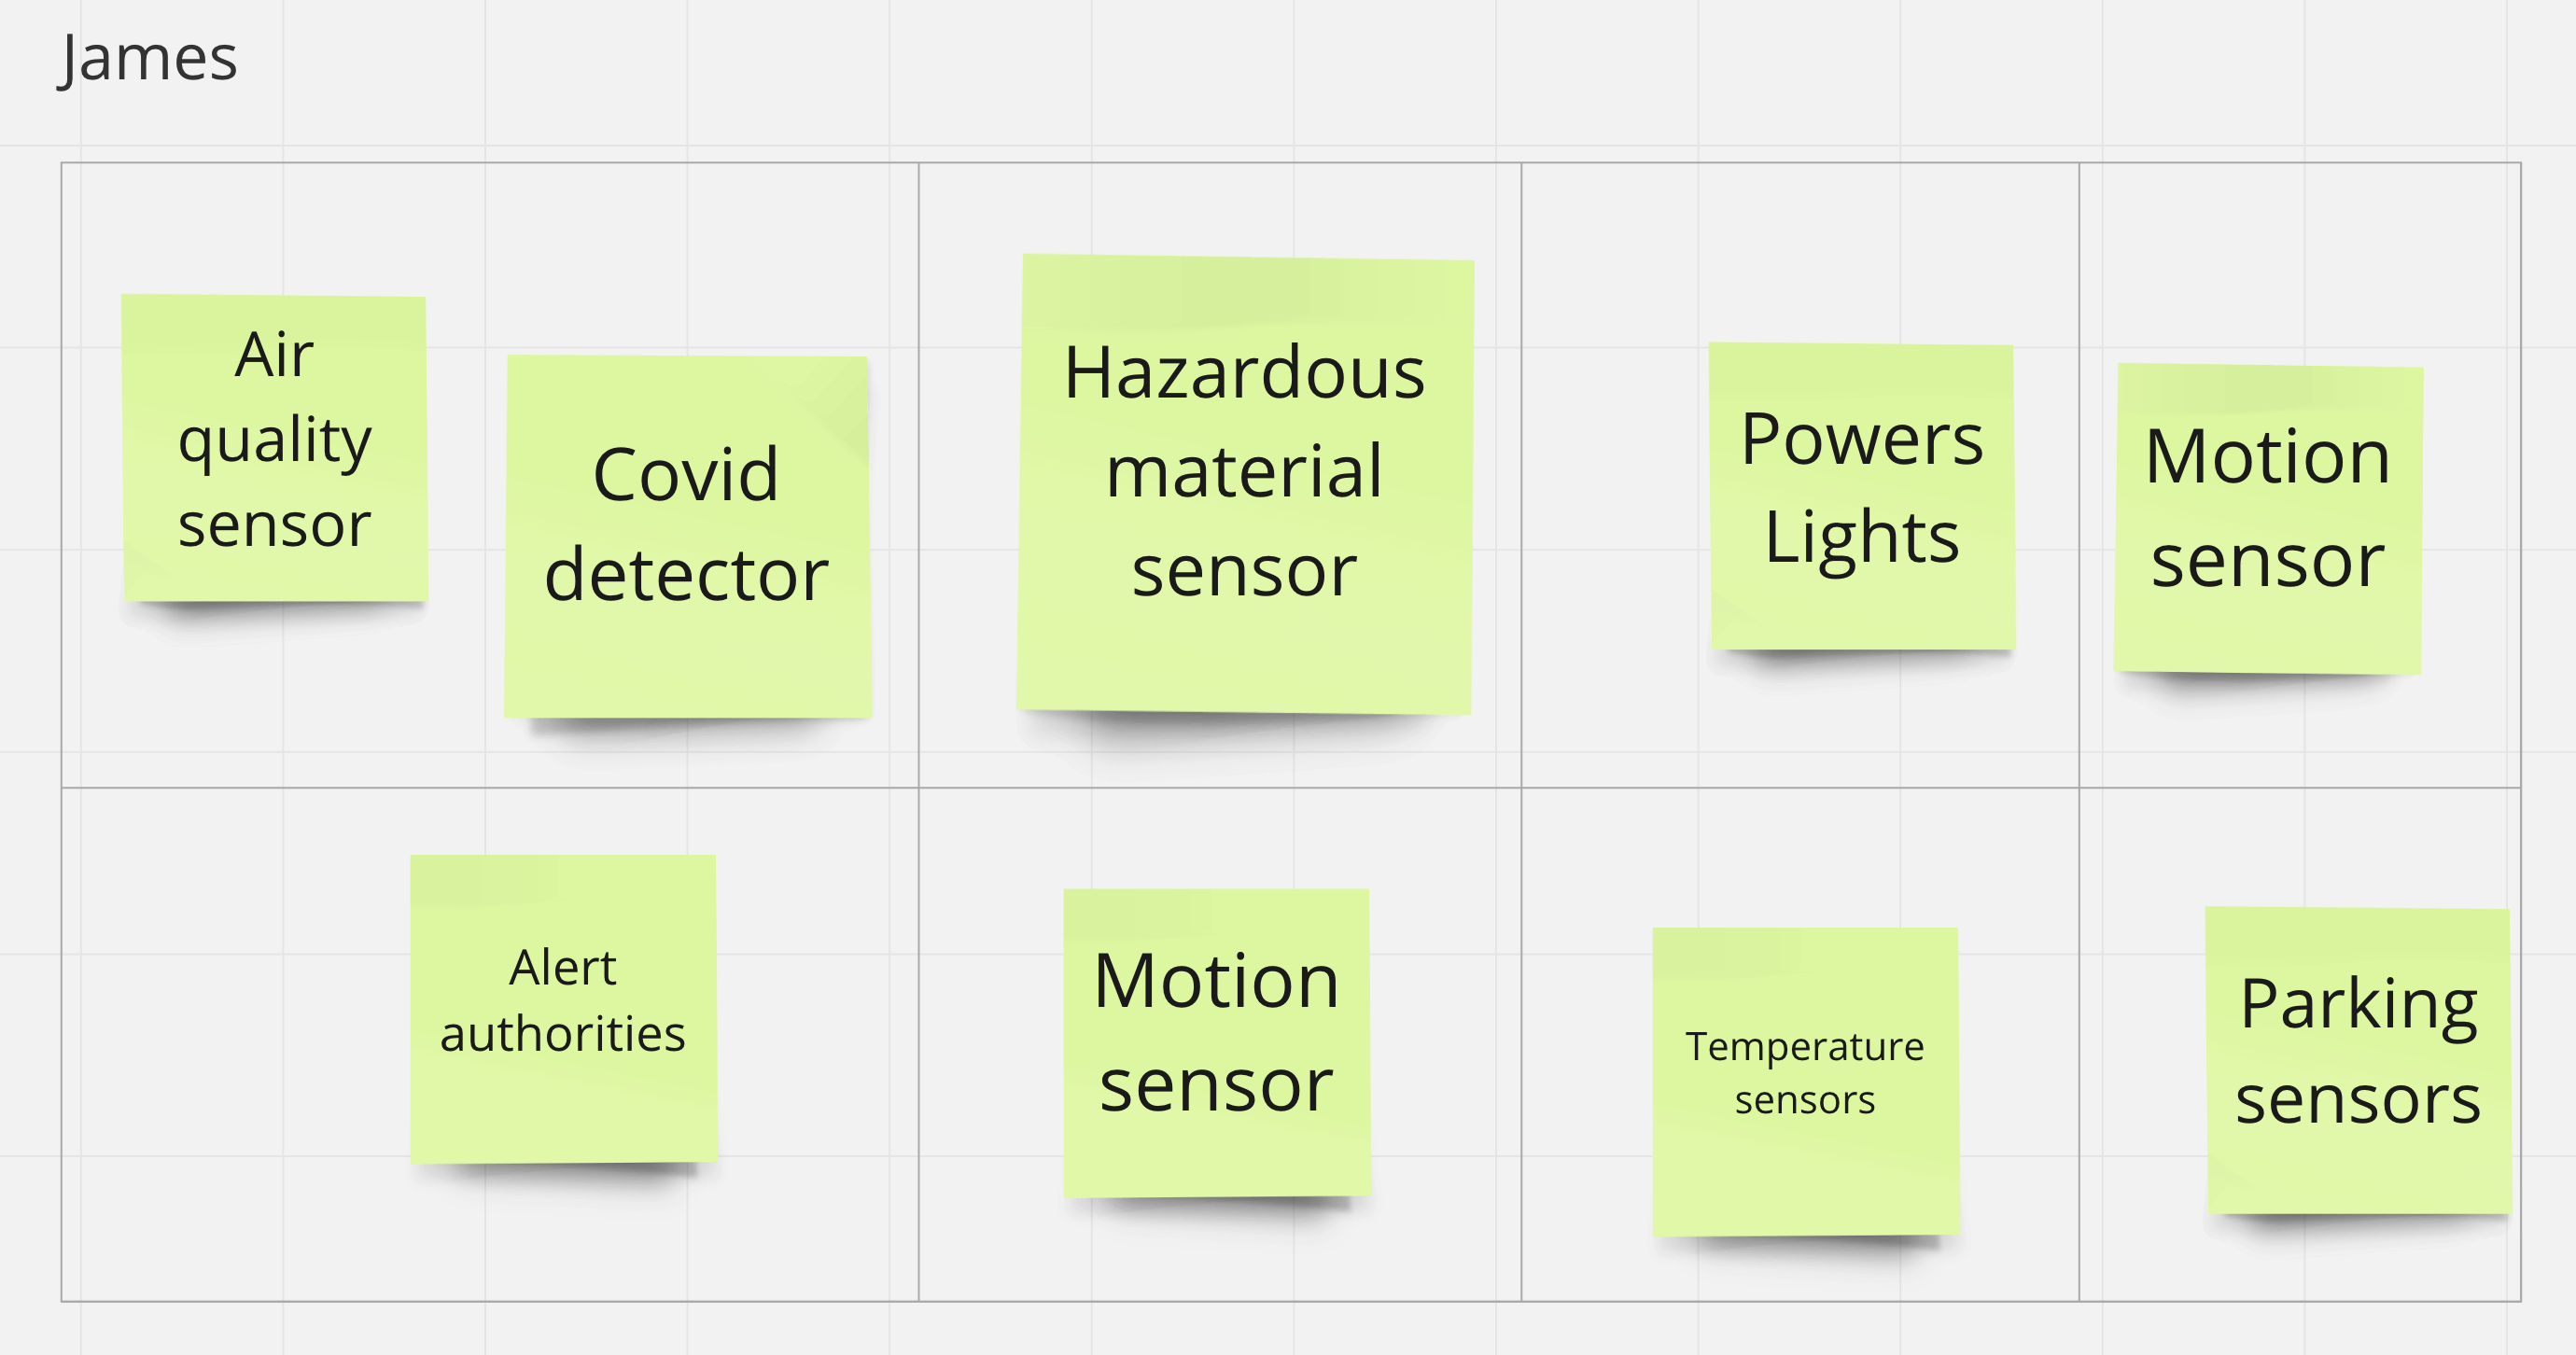 James
Air
quality
sensor
Covid
detector
Hazardous
material
sensor
Powers
Lights
Motion
sensor
Alert
authorities
Motion
sensor
Temperature
sensors
Parking
sensors